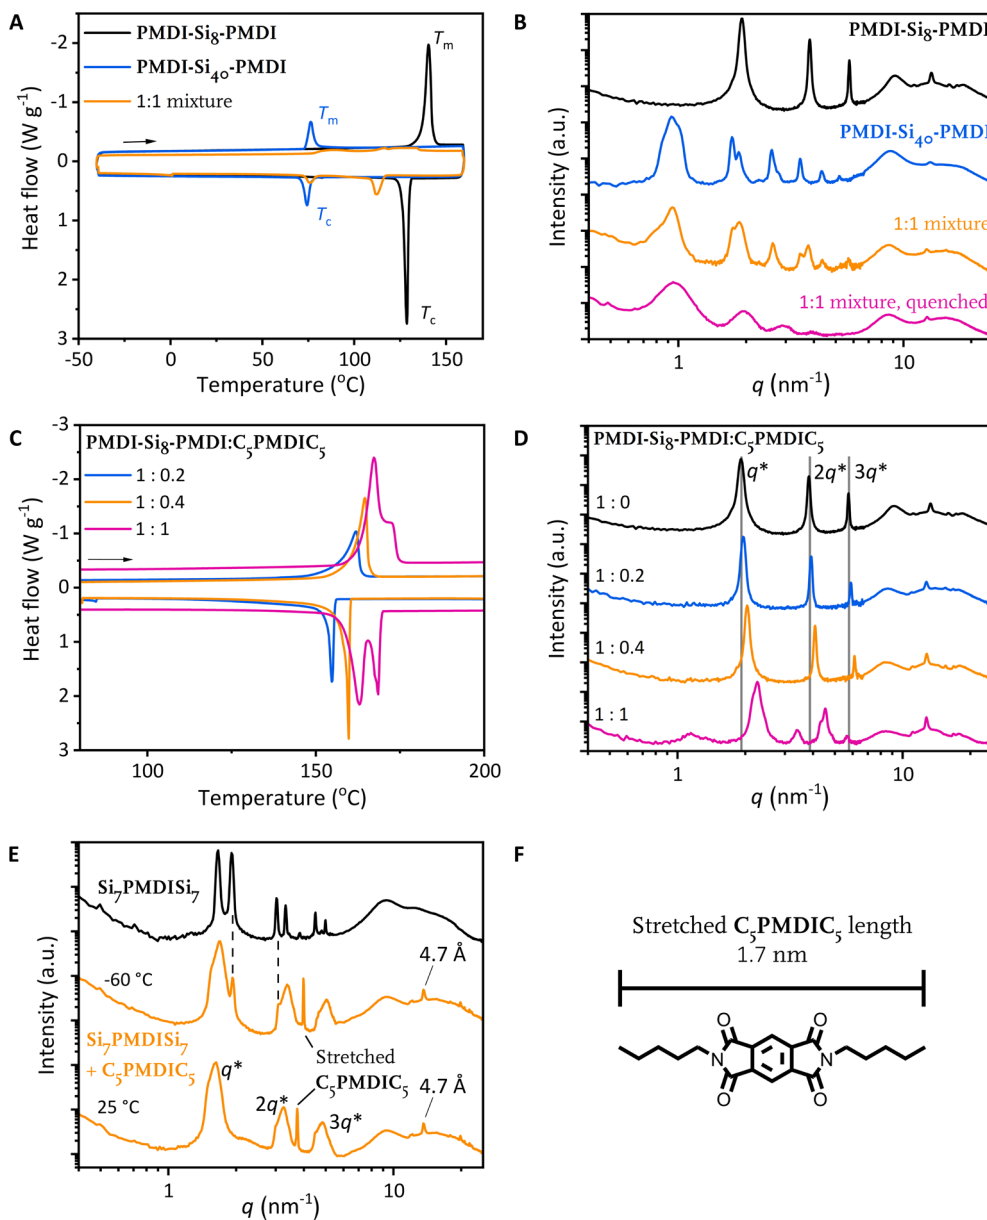 A
PMDI-Si8-PMDI
PMDI-Si40-PMDI
1:1 mixture
Tm
Tm
Tc
Tc
Heat flow (W g-1)
-2
-1
0
1
2
3
-50
0
50
100
150
Temperature (oC)
B
PMDI-Si8-PMDI
PMDI-Si40-PMDI
1:1 mixture
1:1 mixture, quenched
Intensity (a.u.)
1
10
q (nm-1)
C
PMDI-Si8-PMDI:C5PMDIC5
1 : 0.2
1 : 0.4
1 : 1
Heat flow (W g-1)
-3
-2
-1
0
1
2
3
100
150
200
Temperature (oC)
D
PMDI-Si8-PMDI:C5PMDIC5
q*
2q*
3q*
1 : 0
1 : 0.2
1 : 0.4
1 : 1
Intensity (a.u.)
1
10
q (nm-1)
E
Si7PMDISi7
-60 °C
4.7 Å
Si7PMDISi7
+ C5PMDIC5
Stretched
C5PMDIC5
25 °C
q*
2q*
3q*
4.7 Å
Intensity (a.u.)
1
10
q (nm-1)
F
Stretched C5PMDIC5 length
1.7 nm
O
O
N
N
O
O